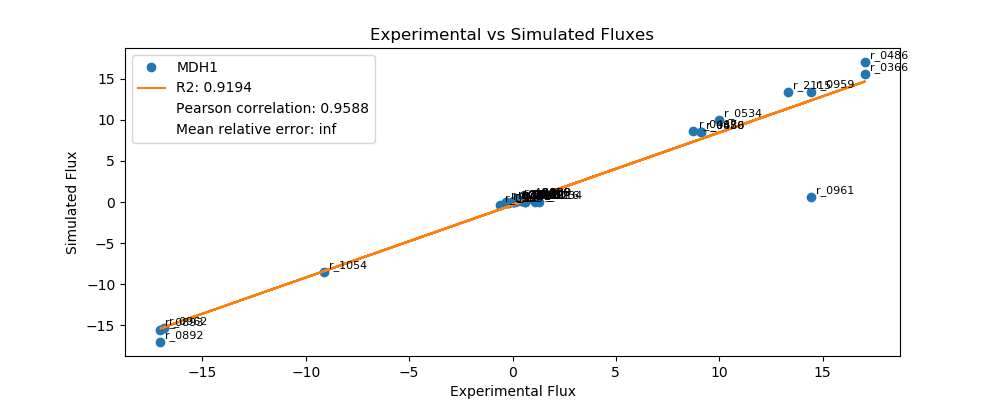 Experimental vs Simulated Fluxes
MDH1
R2: 0.9194
Pearson correlation: 0.9588
Mean relative error: inf
r_0486
r_0366
r_2115
r_0959
r_0534
r_0961
r_1054
r_0962
r_0892
15
10
5
0
−5
−10
−15
Simulated Flux
−15
−10
−5
0
5
10
15
Experimental Flux